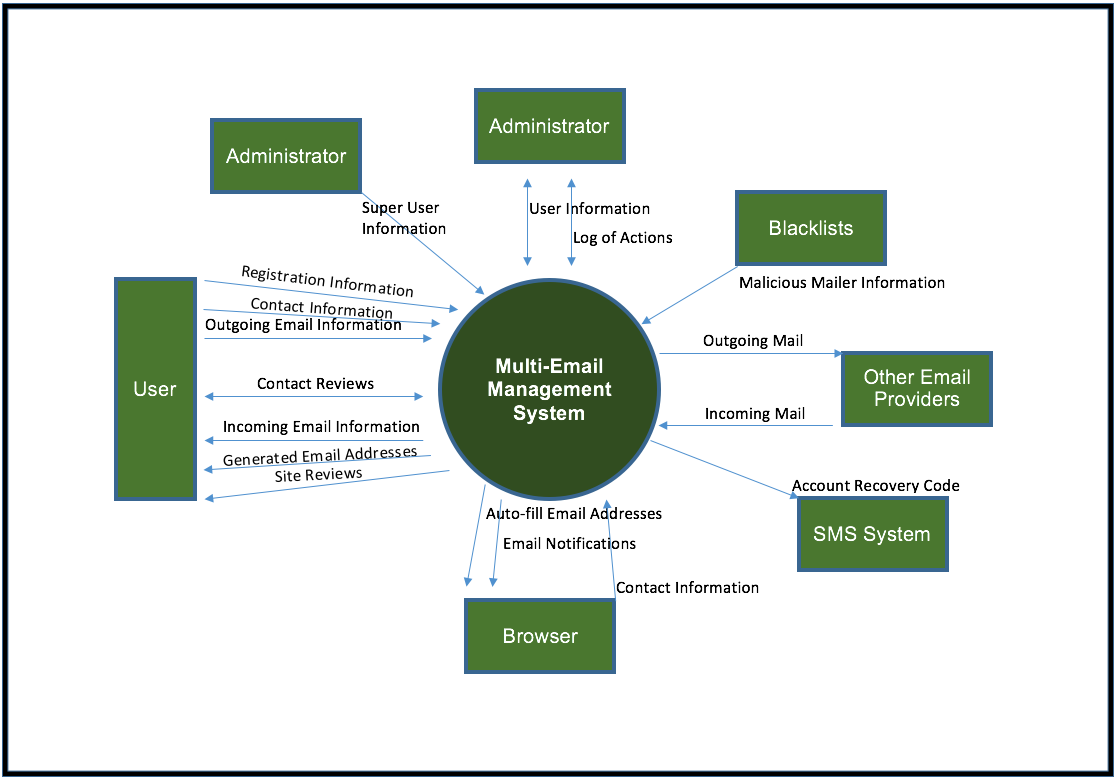 Administrator
Administrator
Super User
Information
User Information
Log of Actions
Blacklists
Malicious Mailer Information
Registration Information
Contact Information
Outgoing Email Information
User
Contact Reviews
Incoming Email Information
Generated Email Addresses
Site Reviews
Multi-Email
Management
System
Outgoing Mail
Other Email
Providers
Incoming Mail
Account Recovery Code
SMS System
Auto-fill Email Addresses
Email Notifications
Contact Information
Browser